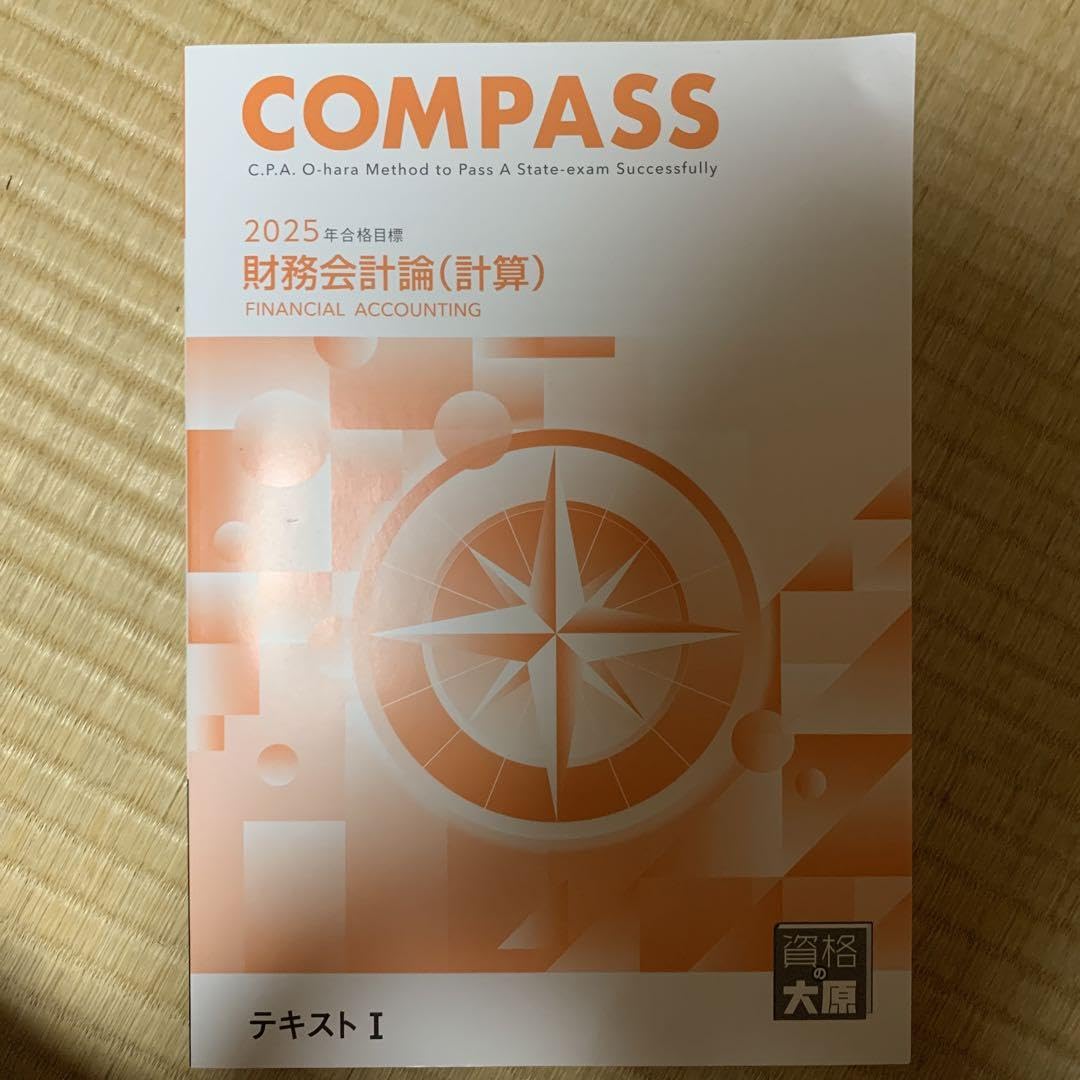 COMPASS
C.P.A. O-hara Method to Pass A State-exam Successfully
2025年合格目標
財務会計論(計算)
FINANCIAL ACCOUNTING
資格
の
大原
テキスト I